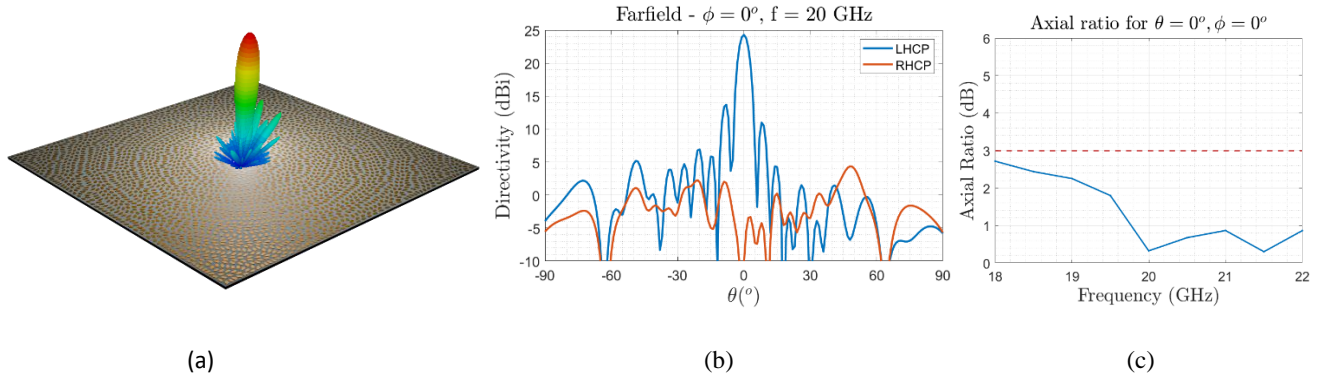 Farfield - ϕ = 0°, f = 20 GHz
25
20
15
10
5
0
-5
-10
Directivity (dBi)
LHCP
RHCP
-90
-60
-30
0
30
60
90
θ(°)
Axial ratio for θ = 0°, ϕ = 0°
6
5
4
3
2
1
0
Axial Ratio (dB)
18
19
20
21
22
Frequency (GHz)
(a)
(b)
(c)